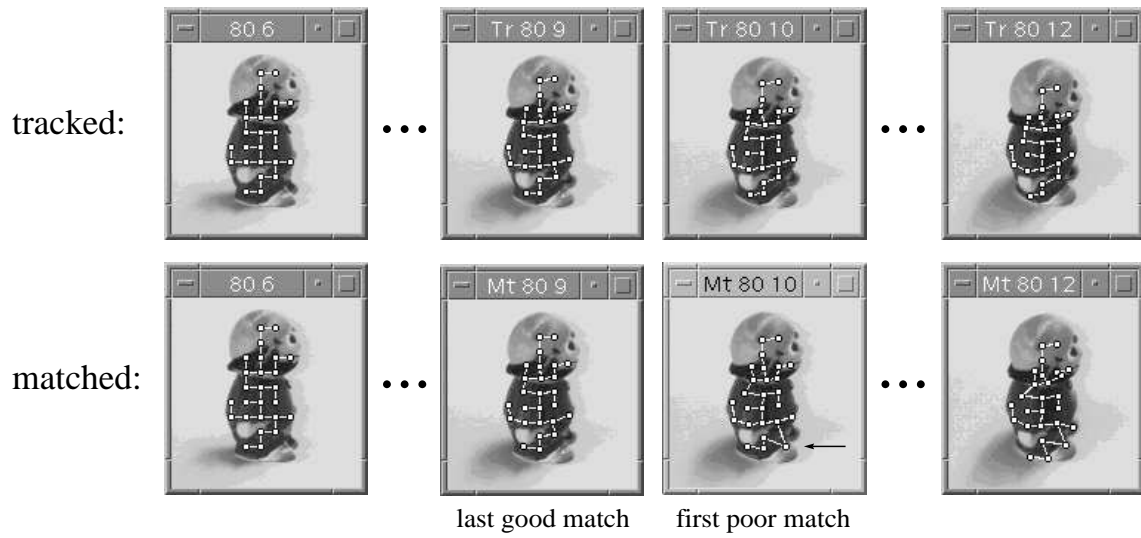 80 6
Tr 80 9
Tr 80 10
Tr 80 12
tracked:
80 6
Mt 80 9
Mt 80 10
Mt 80 12
matched:
last good match
first poor match